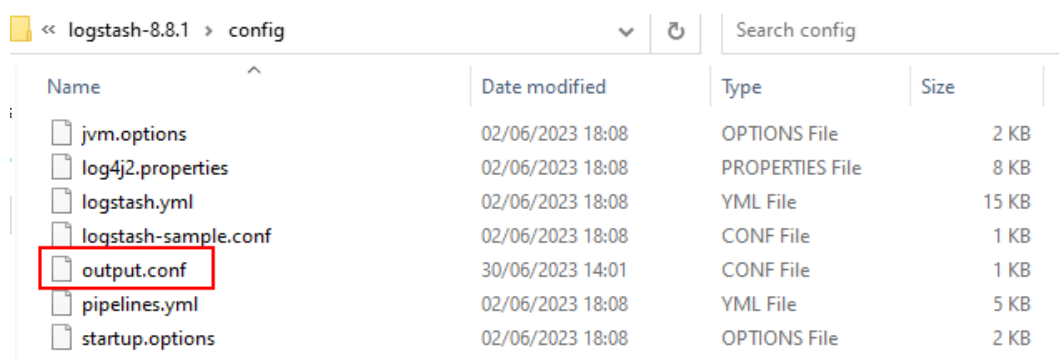 « logstash-8.8.1 › config Search config
Name Date modified Type Size
jvm.options 02/06/2023 18:08 OPTIONS File 2 KB
log4j2.properties 02/06/2023 18:08 PROPERTIES File 8 KB
logstash.yml 02/06/2023 18:08 YML File 15 KB
logstash-sample.conf 02/06/2023 18:08 CONF File 1 KB
output.conf 30/06/2023 14:01 CONF File 1 KB
pipelines.yml 02/06/2023 18:08 YML File 5 KB
startup.options 02/06/2023 18:08 OPTIONS File 2 KB